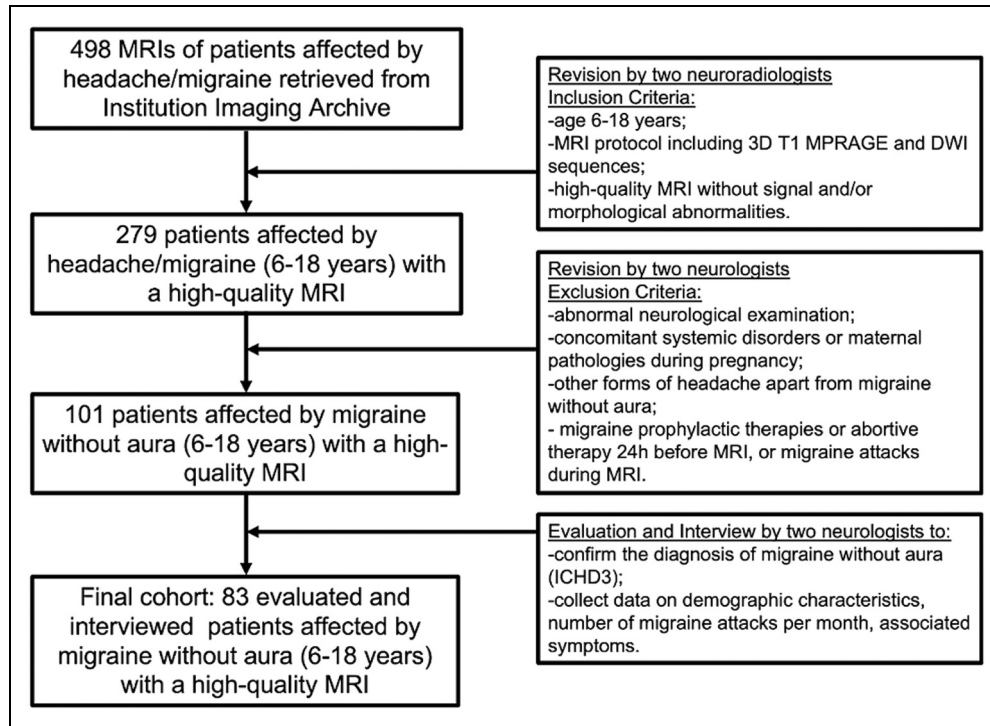 498 MRIs of patients affected by
headache/migraine retrieved from
Institution Imaging Archive
Revision by two neuroradiologists
Inclusion Criteria:
-age 6-18 years;
-MRI protocol including 3D T1 MPRAGE and DWI
sequences;
-high-quality MRI without signal and/or
morphological abnormalities.
279 patients affected by
headache/migraine (6-18 years) with
a high-quality MRI
Revision by two neurologists
Exclusion Criteria:
-abnormal neurological examination;
-concomitant systemic disorders or maternal
pathologies during pregnancy;
-other forms of headache apart from migraine
without aura;
- migraine prophylactic therapies or abortive
therapy 24h before MRI, or migraine attacks
during MRI.
101 patients affected by migraine
without aura (6-18 years) with a high-
quality MRI
Evaluation and Interview by two neurologists to:
-confirm the diagnosis of migraine without aura
(ICHD3);
-collect data on demographic characteristics,
number of migraine attacks per month, associated
symptoms.
Final cohort: 83 evaluated and
interviewed patients affected by
migraine without aura (6-18 years)
with a high-quality MRI